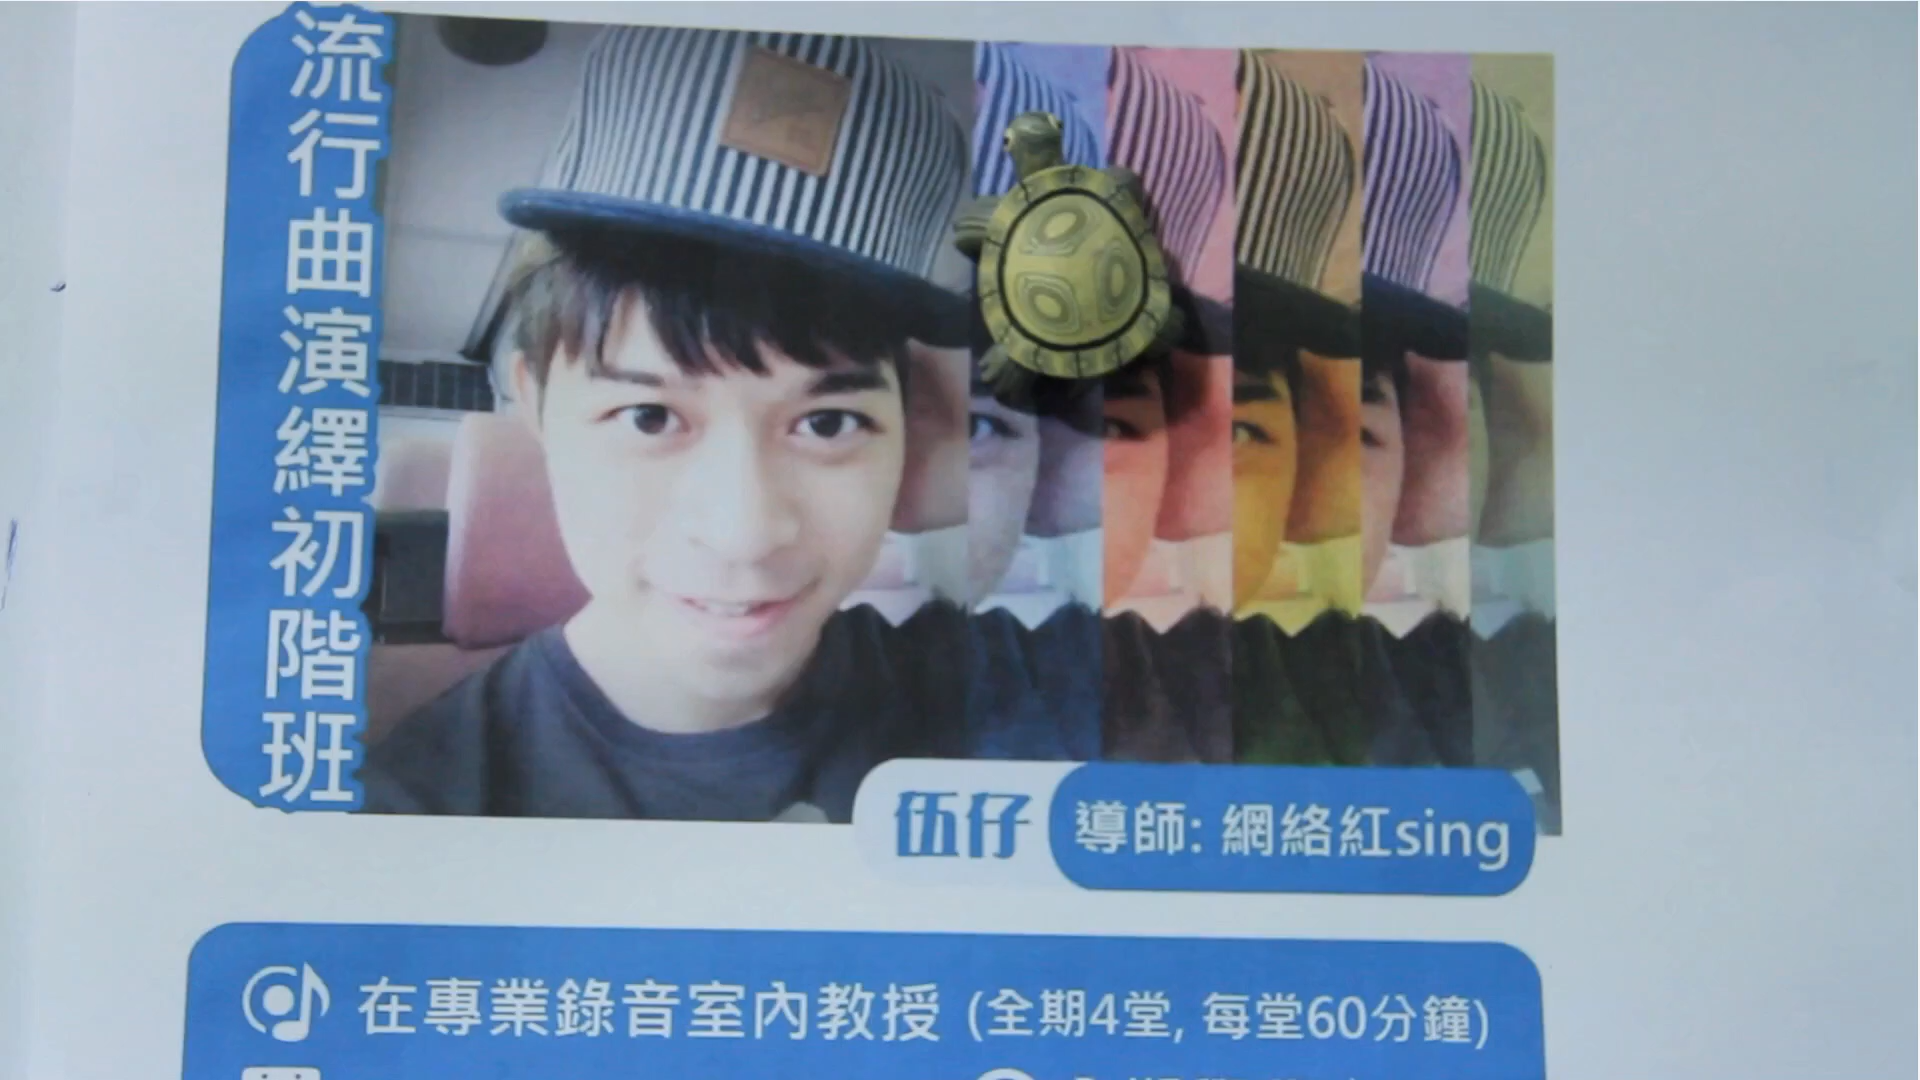 流行曲演繹初階班
伍仔
導師: 網絡紅sing
在專業錄音室內教授 (全期4堂, 每堂60分鐘)